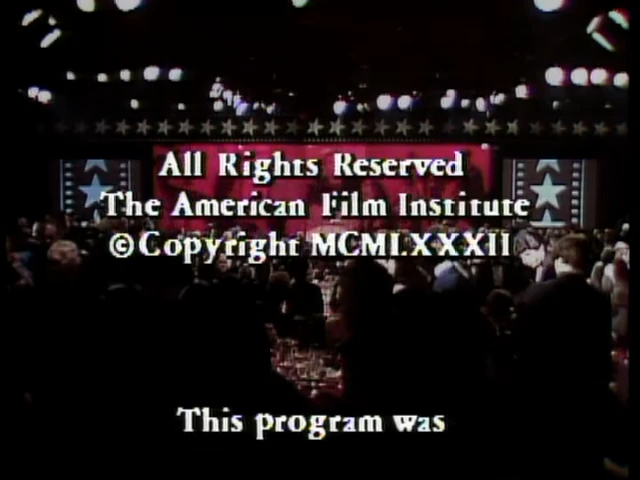 All Rights Reserved
The American Film Institute
©Copyright MCMLXXXII
This program was